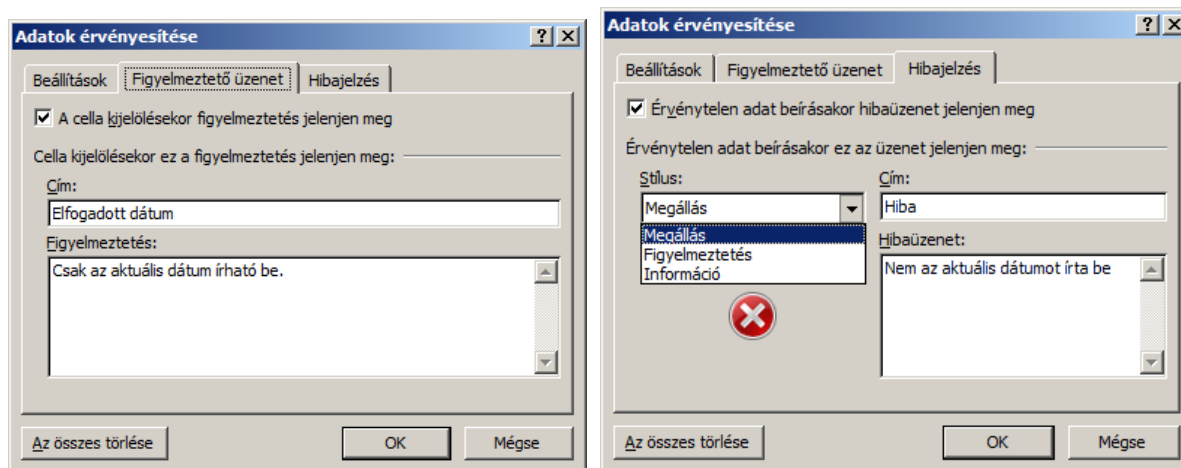 Adatok érvényesítése
Beállítások
Figyelmeztető üzenet
Hibajelzés
A cella kijelölésekor figyelmeztetés jelenjen meg
Cella kijelölésekor ez a figyelmeztetés jelenjen meg:
Cím:
Elfogadott dátum
Figyelmeztetés:
Csak az aktuális dátum írható be.
Az összes törlése
OK
Mégse
Adatok érvényesítése
Beállítások
Figyelmeztető üzenet
Hibajelzés
Érvénytelen adat beírásakor hibaüzenet jelenjen meg
Érvénytelen adat beírásakor ez az üzenet jelenjen meg:
Stílus:
Megállás
Megállás
Figyelmeztetés
Információ
Cím:
Hiba
Hibaüzenet:
Nem az aktuális dátumot írta be
Az összes törlése
OK
Mégse